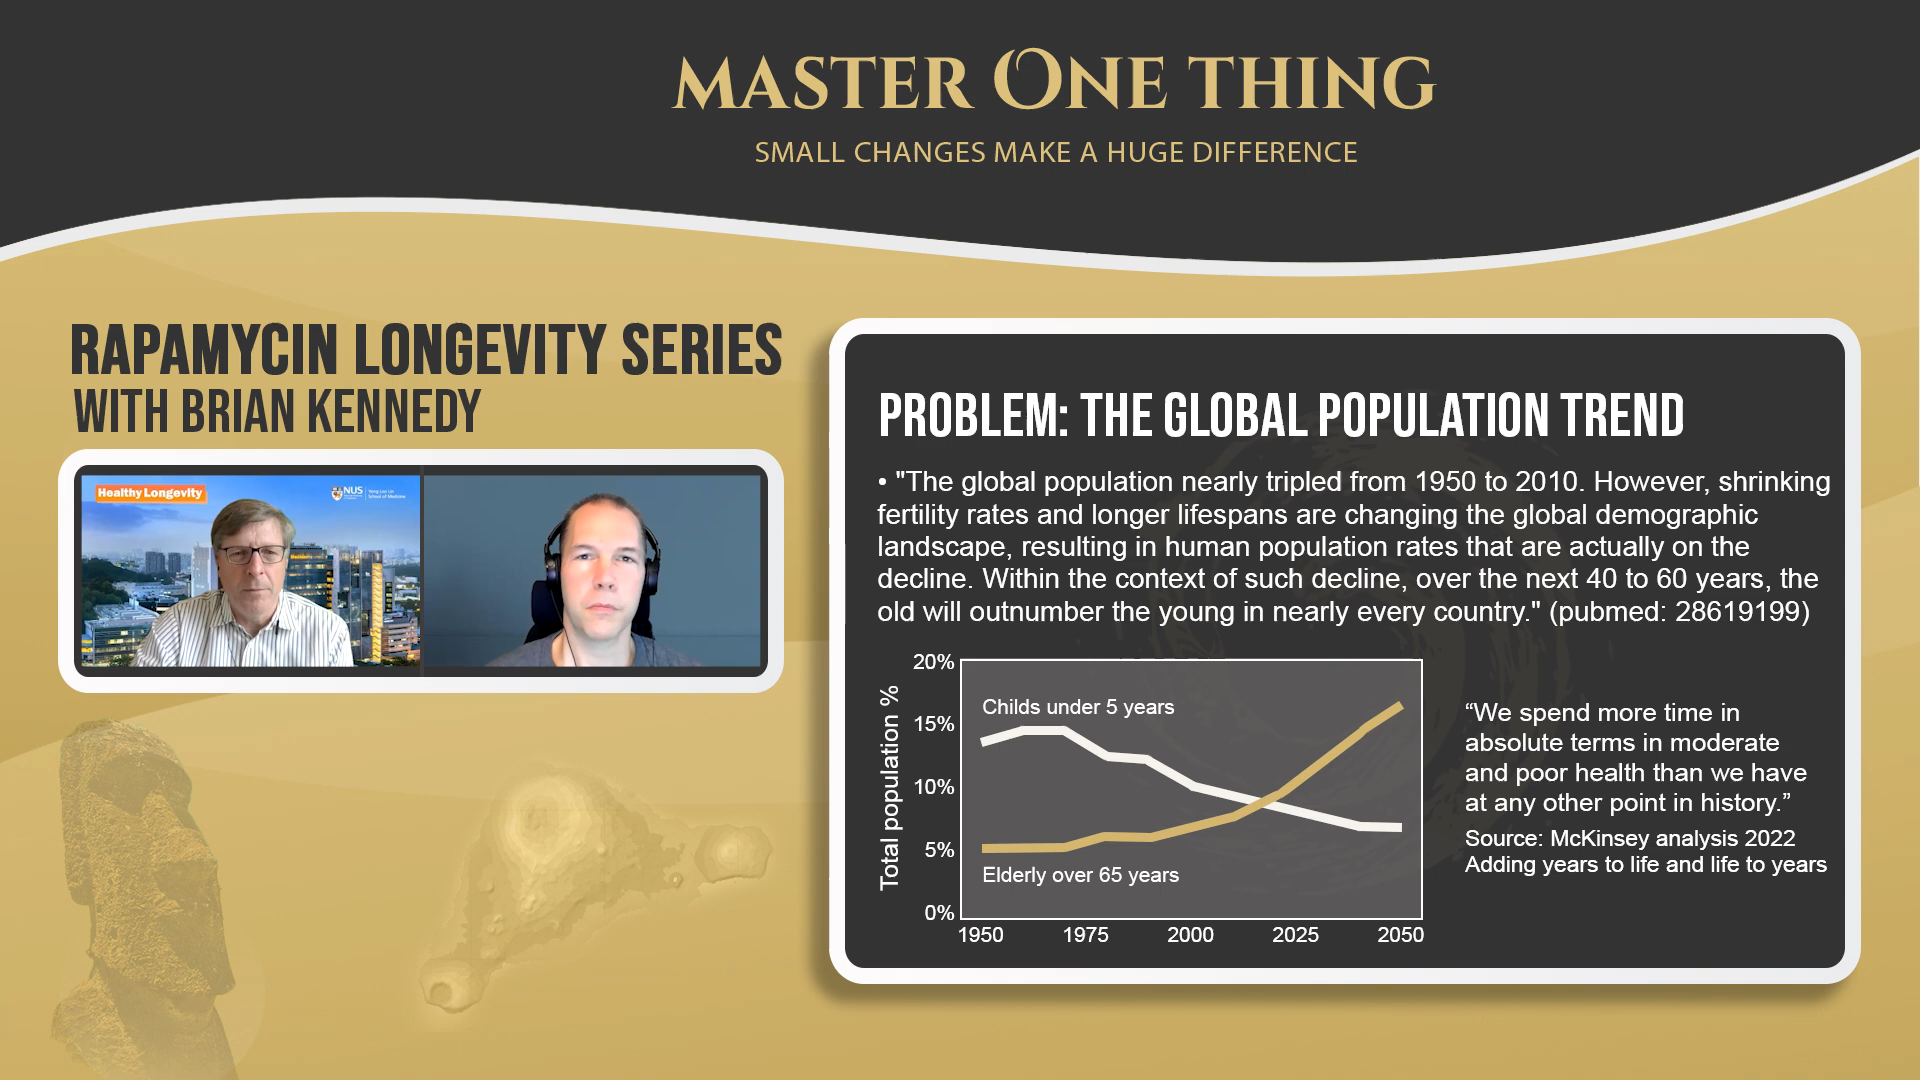 MASTER ONE THING
SMALL CHANGES MAKE A HUGE DIFFERENCE
RAPAMYCIN LONGEVITY SERIES
WITH BRIAN KENNEDY
Healthy Longevity
NUS
Yong Loo Lin
School of Medicine
PROBLEM: THE GLOBAL POPULATION TREND
• "The global population nearly tripled from 1950 to 2010. However, shrinking
fertility rates and longer lifespans are changing the global demographic
landscape, resulting in human population rates that are actually on the
decline. Within the context of such decline, over the next 40 to 60 years, the
old will outnumber the young in nearly every country." (pubmed: 28619199)
Total population %
20%
15%
10%
5%
0%
Childs under 5 years
Elderly over 65 years
1950 1975 2000 2025 2050
“We spend more time in
absolute terms in moderate
and poor health than we have
at any other point in history.”
Source: McKinsey analysis 2022
Adding years to life and life to years